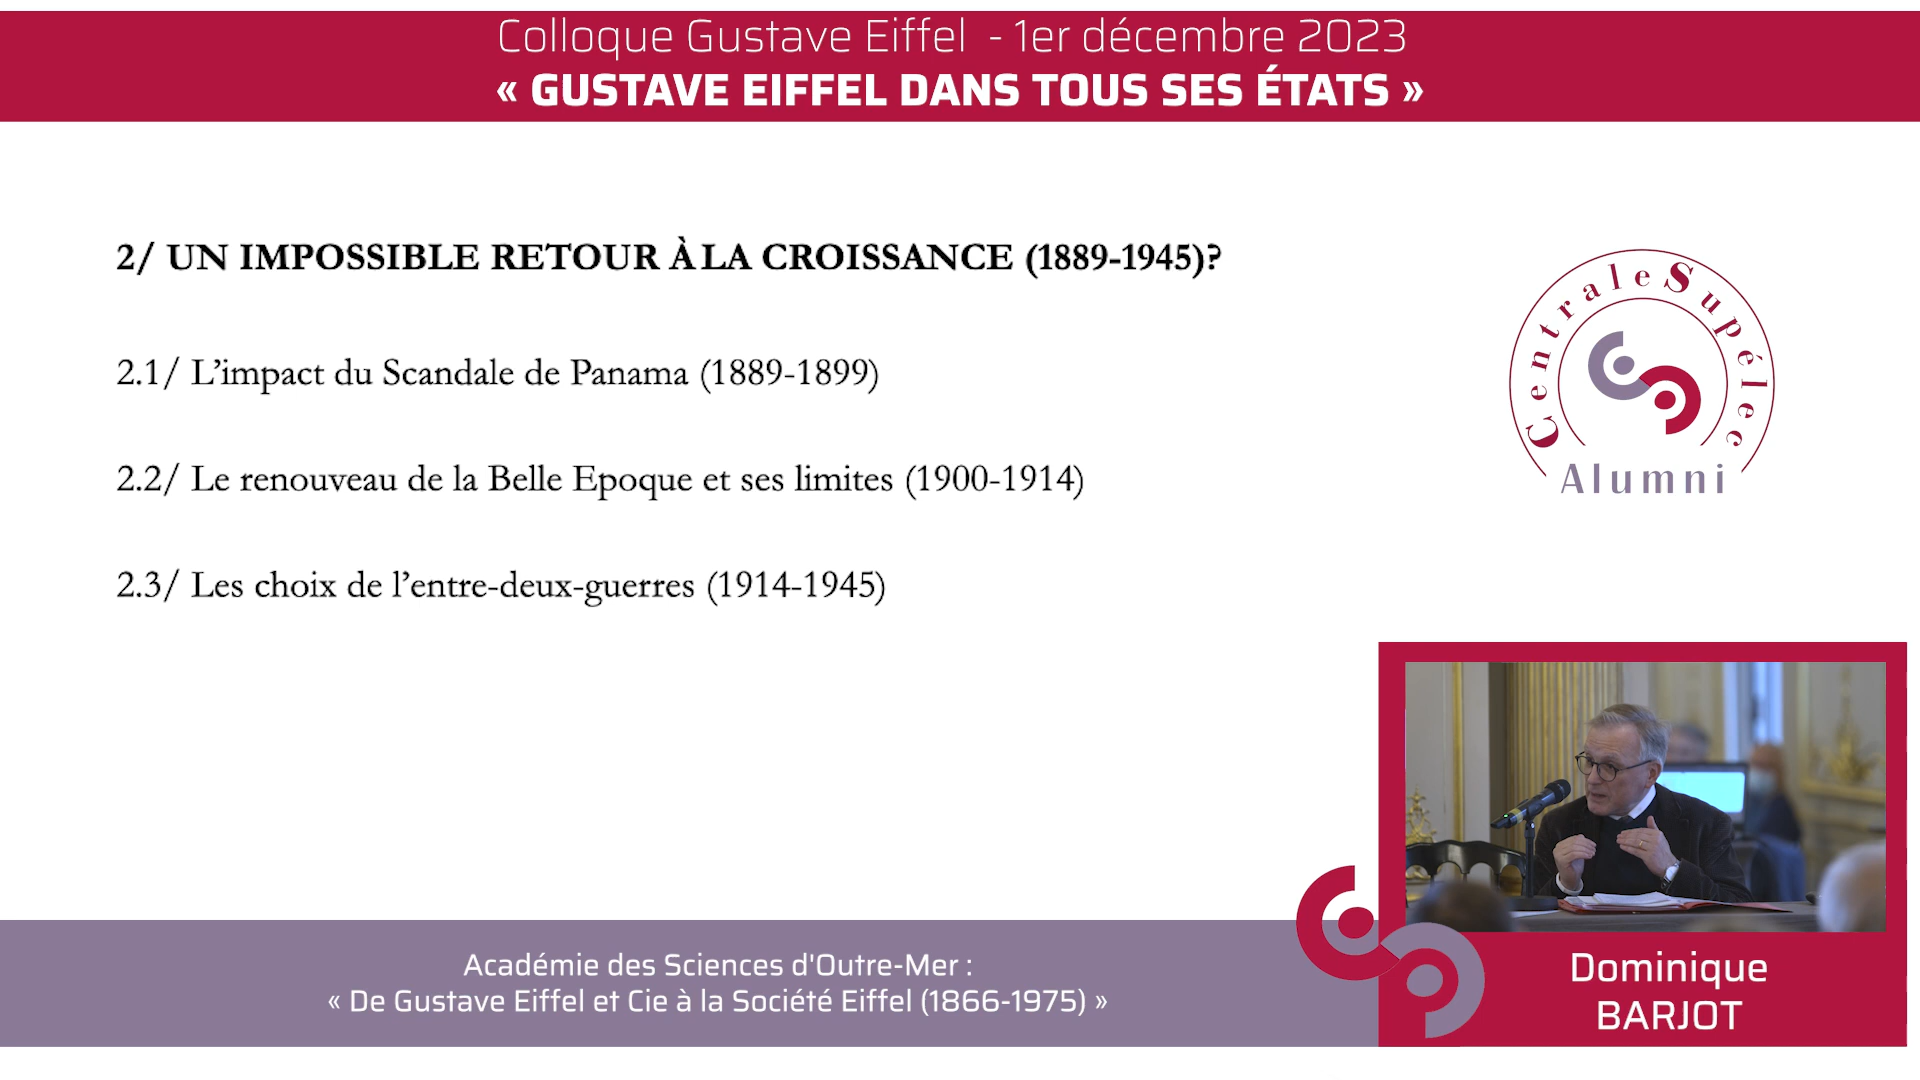 Colloque Gustave Eiffel - 1er décembre 2023
« GUSTAVE EIFFEL DANS TOUS SES ÉTATS »
2/ UN IMPOSSIBLE RETOUR À LA CROISSANCE (1889-1945)?
2.1/ L’impact du Scandale de Panama (1889-1899)
2.2/ Le renouveau de la Belle Epoque et ses limites (1900-1914)
2.3/ Les choix de l’entre-deux-guerres (1914-1945)
CentraleSupélec
Alumni
Académie des Sciences d'Outre-Mer :
« De Gustave Eiffel et Cie à la Société Eiffel (1866-1975) »
Dominique
BARJOT